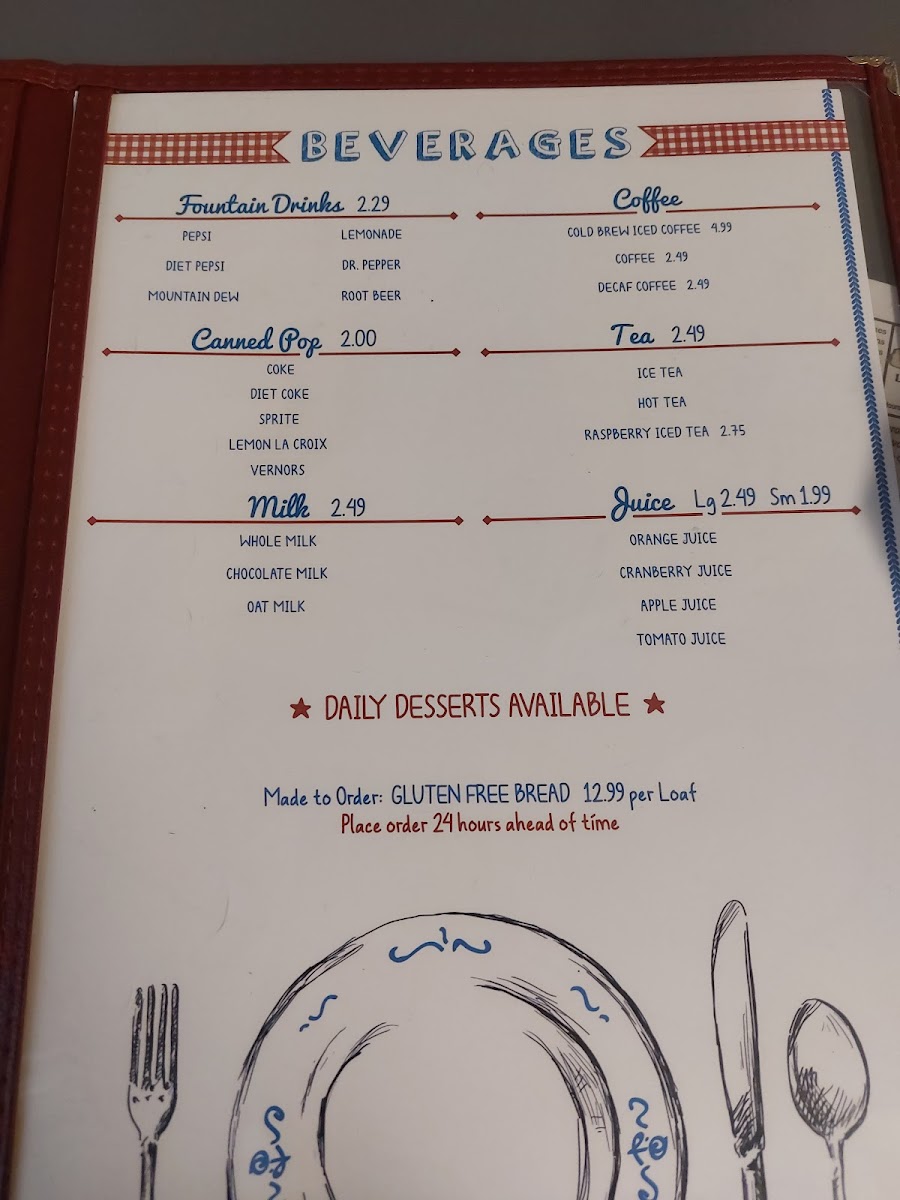 BEVERAGES
Fountain Drinks 2.29
PEPSI
DIET PEPSI
MOUNTAIN DEW
LEMONADE
DR. PEPPER
ROOT BEER
Canned Pop 2.00
COKE
DIET COKE
SPRITE
LEMON LA CROIX
VERNORS
Milk 2.49
WHOLE MILK
CHOCOLATE MILK
OAT MILK
Coffee
COLD BREW ICED COFFEE 4.99
COFFEE 2.49
DECAF COFFEE 2.49
Tea 2.49
ICE TEA
HOT TEA
RASPBERRY ICED TEA 2.75
Juice Lg 2.49 Sm 1.99
ORANGE JUICE
CRANBERRY JUICE
APPLE JUICE
TOMATO JUICE
DAILY DESSERTS AVAILABLE
Made to Order: GLUTEN FREE BREAD 12.99 per Loaf
Place order 24 hours ahead of time